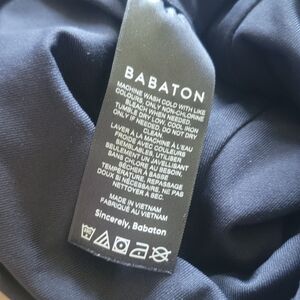 BABATON
MACHINE WASH COLD WITH LIKE
COLOURS. ONLY NON-CHLORINE
BLEACH WHEN NEEDED.
TUMBLE DRY LOW. COOL IRON
ONLY IF NEEDED. DO NOT DRY
CLEAN.
LAVER À LA MACHINE À L'EAU
FROIDE AVEC COULEURS
SEMBLABLES. UTILISER
SEULEMENT UN JAVELLISANT
SANS CHLORE AU BESOIN.
SÉCHER À BASSE
TEMPÉRATURE. REPASSAGE
DOUX SI NÉCESSAIRE. NE PAS
NETTOYER À SEC.
MADE IN VIETNAM
FABRIQUÉ AU VIETNAM
Sincerely, Babaton